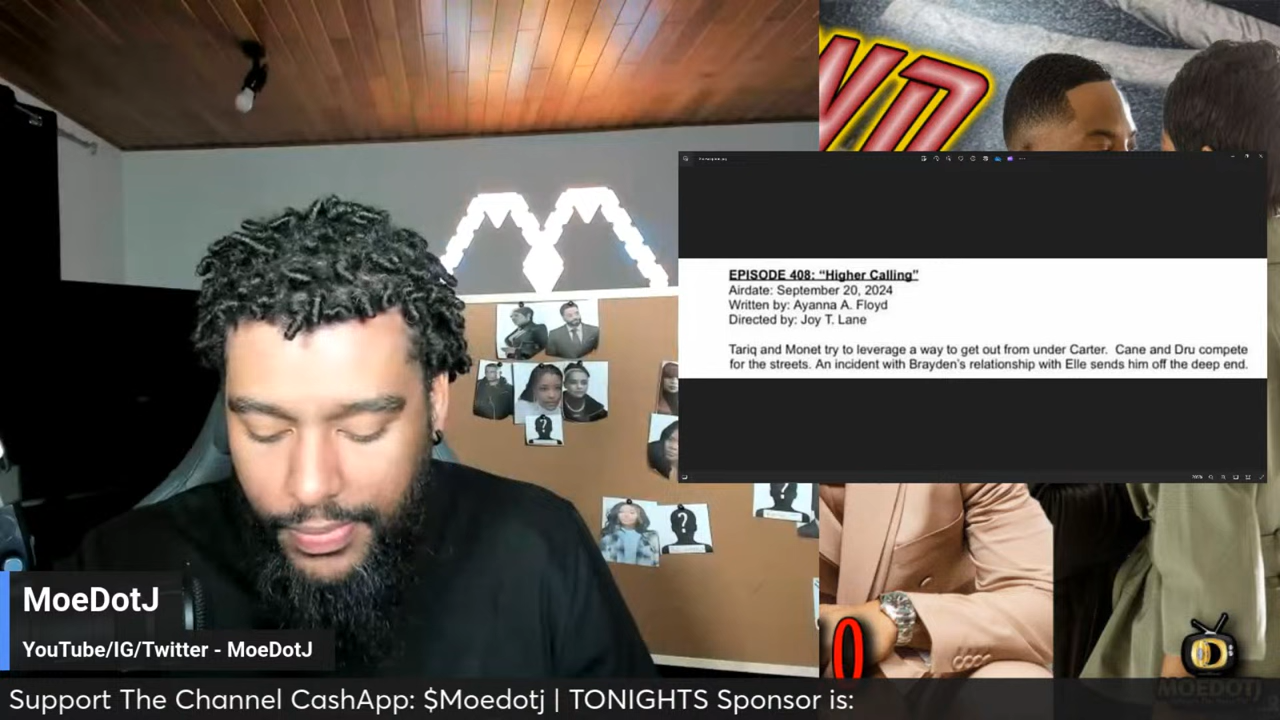 ND
EPISODE 408: “Higher Calling”
Airdate: September 20, 2024
Written by: Ayanna A. Floyd
Directed by: Joy T. Lane
Tariq and Monet try to leverage a way to get out from under Carter.  Cane and Dru compete
for the streets. An incident with Brayden’s relationship with Elle sends him off the deep end.
? 
?
?
0
MoeDotJ
YouTube/IG/Twitter - MoeDotJ
D
MOEDOTJ
Support The Channel CashApp: $Moedotj | TONIGHTS Sponsor is: